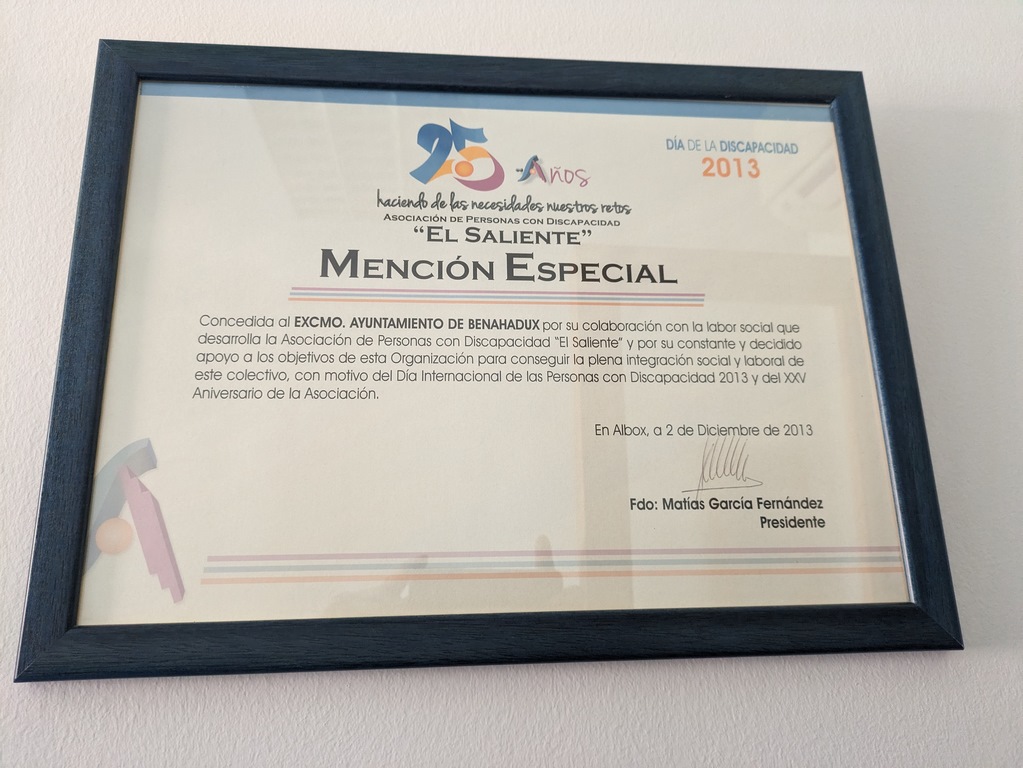 25 Años
DÍA DE LA DISCAPACIDAD
2013
haciendo de las necesidades nuestros retos
ASOCIACIÓN DE PERSONAS CON DISCAPACIDAD
“EL SALIENTE”
MENCIÓN ESPECIAL
Concedida al EXCMO. AYUNTAMIENTO DE BENAHADUX por su colaboración con la labor social que
desarrolla la Asociación de Personas con Discapacidad “El Saliente” y por su constante y decidido
apoyo a los objetivos de esta Organización para conseguir la plena integración social y laboral de
este colectivo, con motivo del Día Internacional de las Personas con Discapacidad 2013 y del XXV
Aniversario de la Asociación.
En Albox, a 2 de Diciembre de 2013
Fdo: Matías García Fernández
Presidente